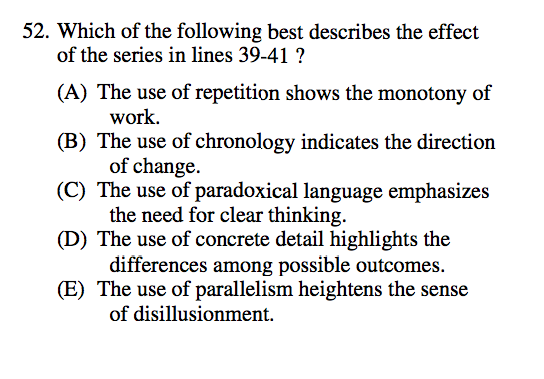 52. Which of the following best describes the effect
of the series in lines 39-41 ?
(A) The use of repetition shows the monotony of
work.
(B) The use of chronology indicates the direction
of change.
(C) The use of paradoxical language emphasizes
the need for clear thinking.
(D) The use of concrete detail highlights the
differences among possible outcomes.
(E) The use of parallelism heightens the sense
of disillusionment.